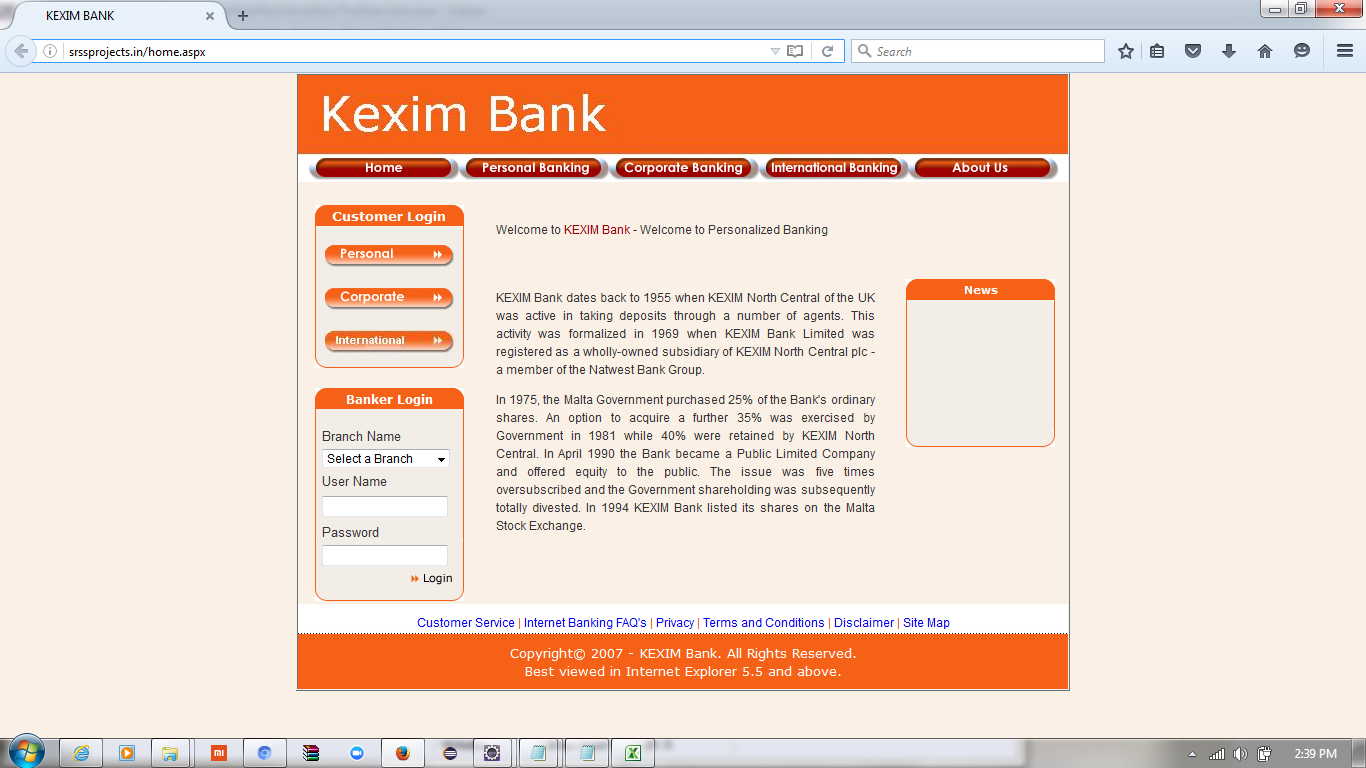 KEXIM BANK
srssprojects.in/home.aspx
Search
Kexim Bank
Home
Personal Banking
Corporate Banking
International Banking
About Us
Customer Login
Personal
Corporate
International
Banker Login
Branch Name
Select a Branch
User Name
Password
Login
Welcome to KEXIM Bank - Welcome to Personalized Banking
KEXIM Bank dates back to 1955 when KEXIM North Central of the UK
was active in taking deposits through a number of agents. This
activity was formalized in 1969 when KEXIM Bank Limited was
registered as a wholly-owned subsidiary of KEXIM North Central plc -
a member of the Natwest Bank Group.
In 1975, the Malta Government purchased 25% of the Bank's ordinary
shares. An option to acquire a further 35% was exercised by
Government in 1981 while 40% were retained by KEXIM North
Central. In April 1990 the Bank became a Public Limited Company
and offered equity to the public. The issue was five times
oversubscribed and the Government shareholding was subsequently
totally divested. In 1994 KEXIM Bank listed its shares on the Malta
Stock Exchange.
News
Customer Service | Internet Banking FAQ's | Privacy | Terms and Conditions | Disclaimer | Site Map
Copyright© 2007 - KEXIM Bank. All Rights Reserved.
Best viewed in Internet Explorer 5.5 and above.
mi
2:39 PM